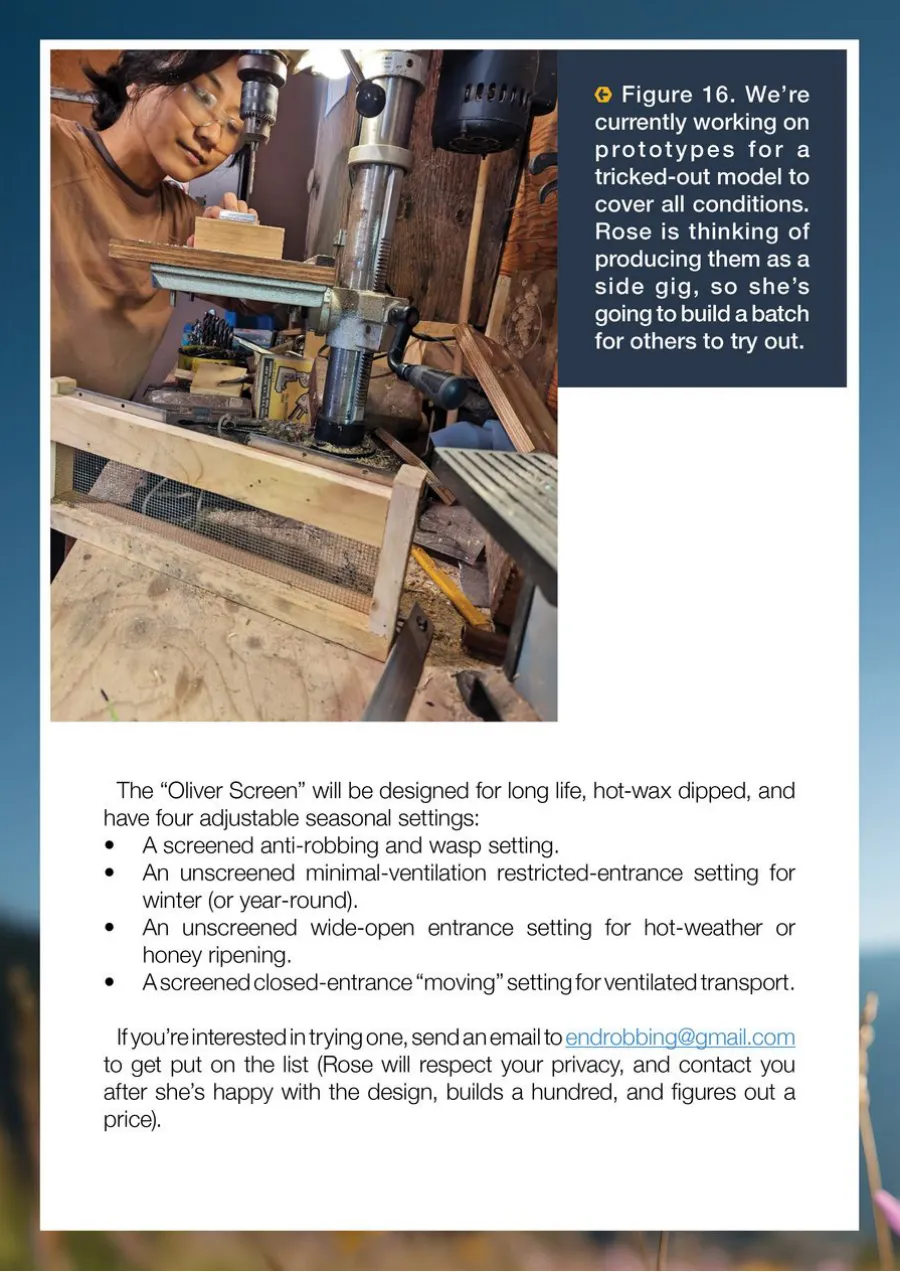 Figure 16. We’re
currently working on
prototypes for a
tricked-out model to
cover all conditions.
Rose is thinking of
producing them as a
side gig, so she’s
going to build a batch
for others to try out.
The “Oliver Screen” will be designed for long life, hot-wax dipped, and
have four adjustable seasonal settings:
• A screened anti-robbing and wasp setting.
• An unscreened minimal-ventilation restricted-entrance setting for
winter (or year-round).
• An unscreened wide-open entrance setting for hot-weather or
honey ripening.
• A screened closed-entrance “moving” setting for ventilated transport.
If you’re interested in trying one, send an email to endrobbing@gmail.com
to get put on the list (Rose will respect your privacy, and contact you
after she’s happy with the design, builds a hundred, and figures out a
price).